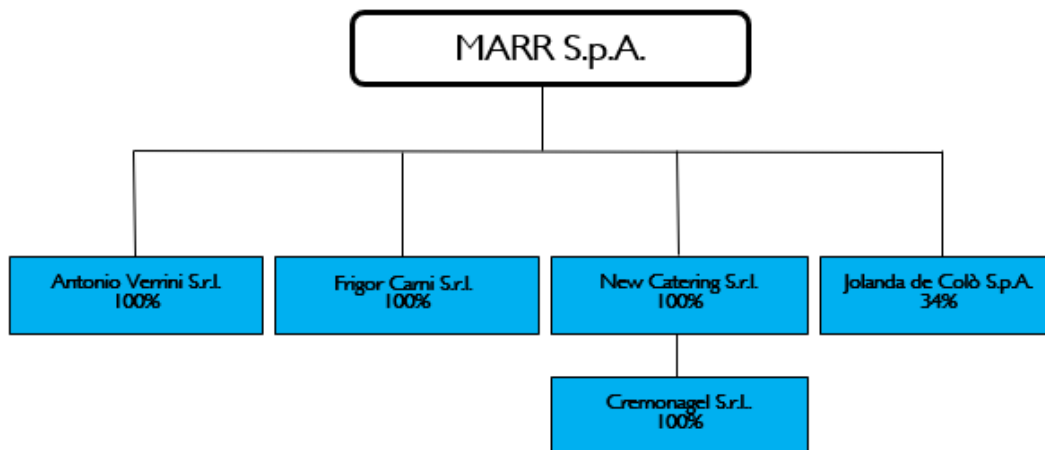 MARR S.p.A.
Antonio Verrini S.r.l.
100%
Frigor Carni S.r.l.
100%
New Catering S.r.l.
100%
Jolanda de Colò S.p.A.
34%
Cremonagel S.r.l.
100%